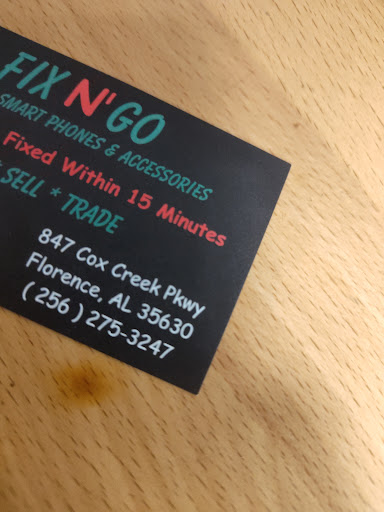 FIX N'GO
SMART PHONES & ACCESSORIES
Fixed Within 15 Minutes
* SELL * TRADE
847 Cox Creek Pkwy
Florence, AL 35630
( 256 ) 275-3247